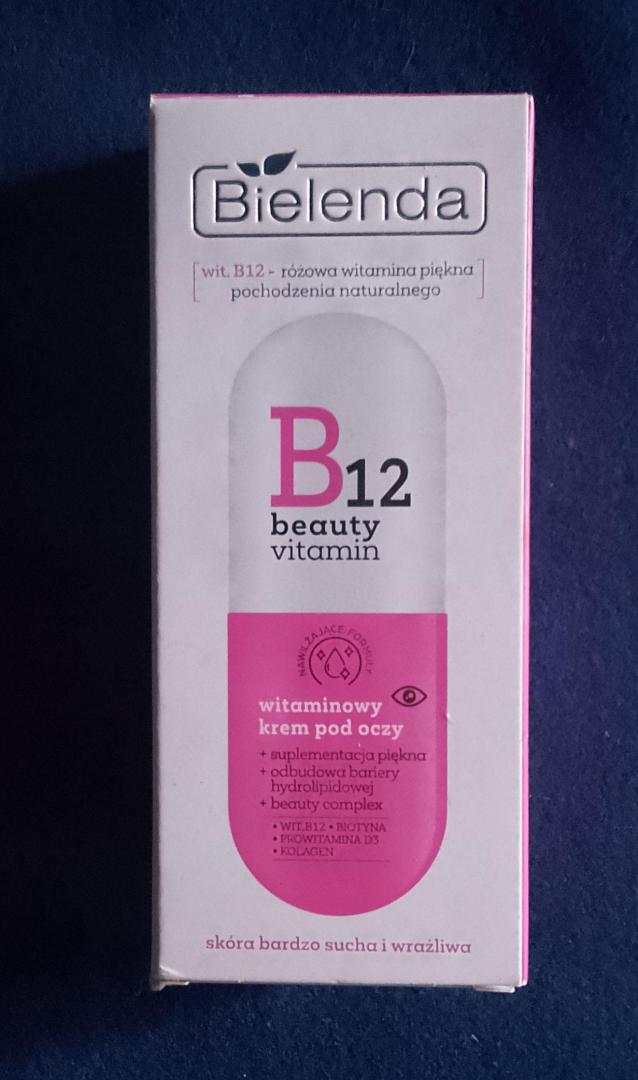 Bielenda
wit. B12 - różowa witamina piękna
pochodzenia naturalnego
B12
beauty
vitamin
NAWILŻAJĄCE FORMUŁY
witaminowy
krem pod oczy
+ suplementacja piękna
+ odbudowa bariery
hydrolipidowej
+ beauty complex
• WIT.B12 • BIOTYNA
• PROWITAMINA D3
• KOLAGEN
skóra bardzo sucha i wrażliwa